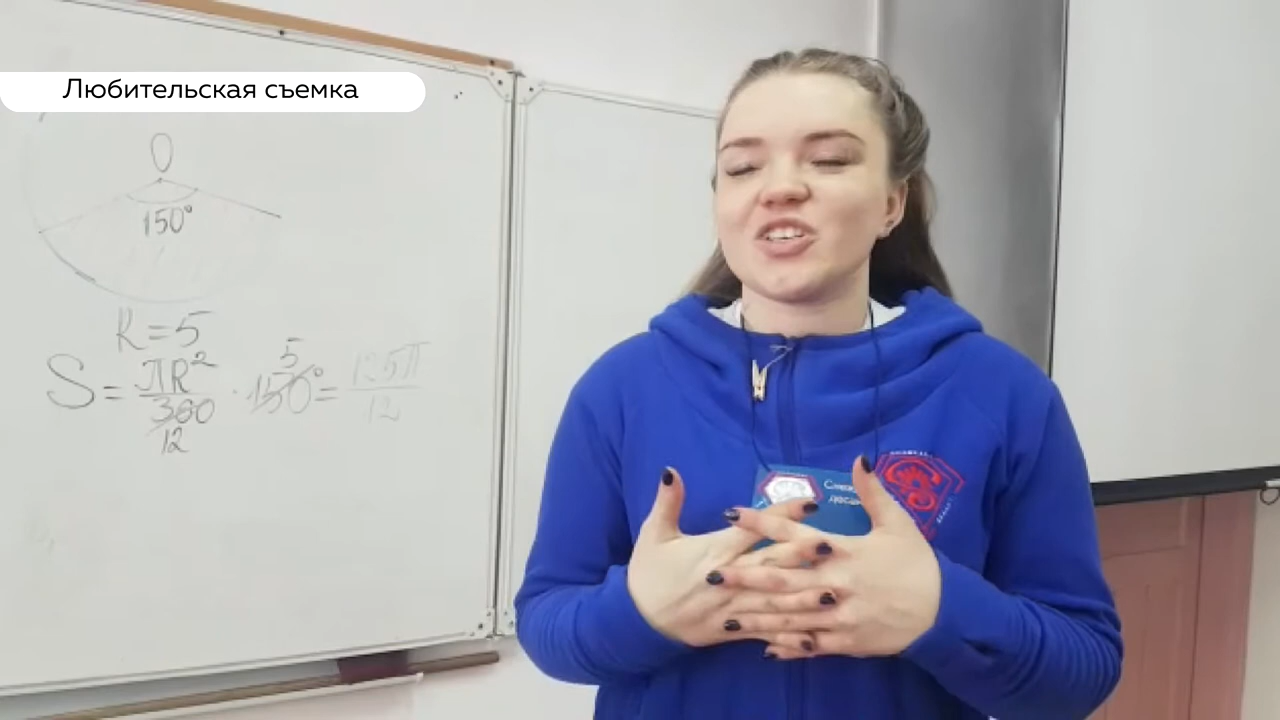 Любительская съемка
O
150°
R=5
5
S = πR² / 360 · 150° = 125π / 12
12